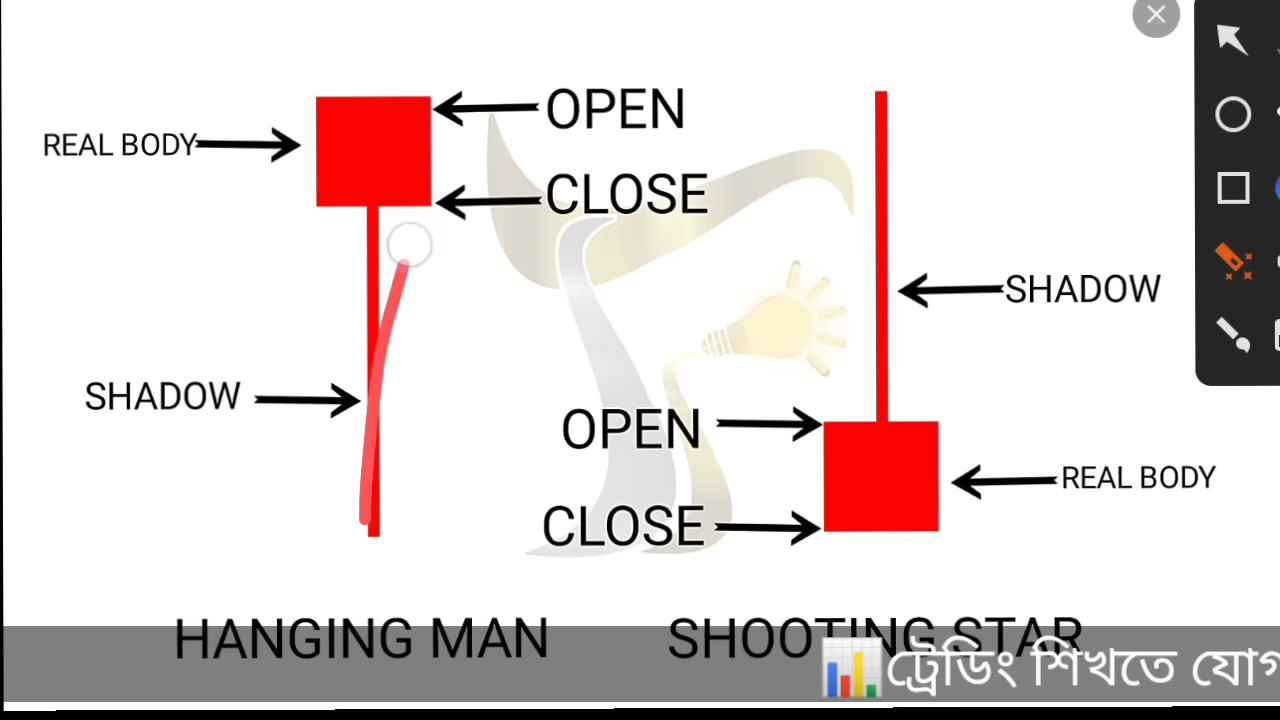 OPEN
REAL BODY
CLOSE
SHADOW
SHADOW
OPEN
REAL BODY
CLOSE
HANGING MAN
SHOOTING STAR
ট্রেডিং শিখতে